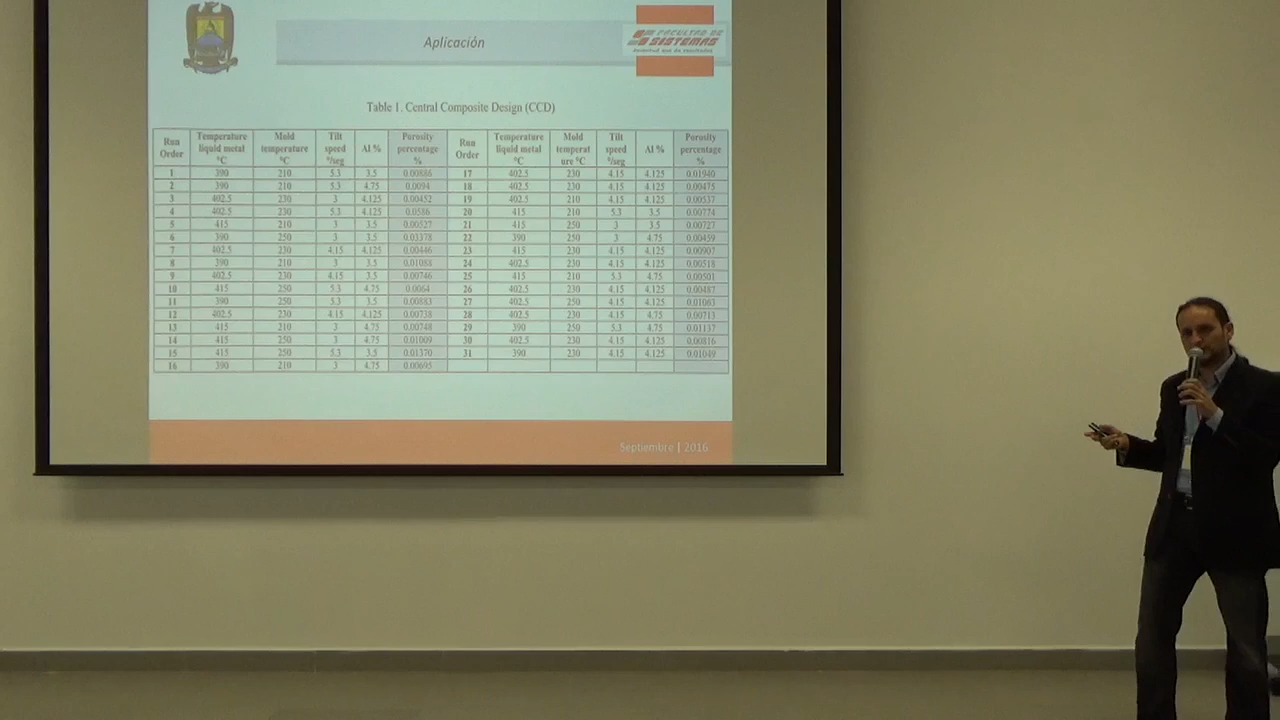 Aplicación
FACULTAD DE
SISTEMAS
Table 1. Central Composite Design (CCD)
Run Order Temperature liquid metal °C Mold temperature °C Tilt speed °/seg Al % Porosity percentage % Run Order Temperature liquid metal °C Mold temperat ure °C Tilt speed °/seg Al % Porosity percentage %
1 390 210 5.3 3.5 0.00886 17 402.5 230 4.15 4.125 0.01940
2 390 210 5.3 4.75 0.0094 18 402.5 230 4.15 4.125 0.00475
3 402.5 230 3 4.125 0.00452 19 402.5 210 4.15 4.125 0.00537
4 402.5 230 5.3 4.125 0.0586 20 415 210 5.3 3.5 0.00774
5 415 210 3 3.5 0.00527 21 415 250 3 3.5 0.00727
6 390 250 3 3.5 0.03378 22 390 250 3 4.75 0.00459
7 402.5 230 4.15 4.125 0.00446 23 415 230 4.15 4.125 0.00907
8 390 210 3 3.5 0.01088 24 402.5 230 4.15 4.125 0.00518
9 402.5 230 4.15 3.5 0.00746 25 415 210 5.3 4.75 0.00501
10 415 250 5.3 4.75 0.0064 26 402.5 230 4.15 4.125 0.00487
11 390 250 5.3 3.5 0.00883 27 402.5 250 4.15 4.125 0.01063
12 402.5 230 4.15 4.125 0.00738 28 402.5 230 4.15 4.75 0.00713
13 415 210 3 4.75 0.00748 29 390 250 5.3 4.75 0.01137
14 415 250 3 4.75 0.01009 30 402.5 230 4.15 4.125 0.00816
15 415 250 5.3 3.5 0.01370 31 390 230 4.15 4.125 0.01049
16 390 210 3 4.75 0.00695
Septiembre | 2016